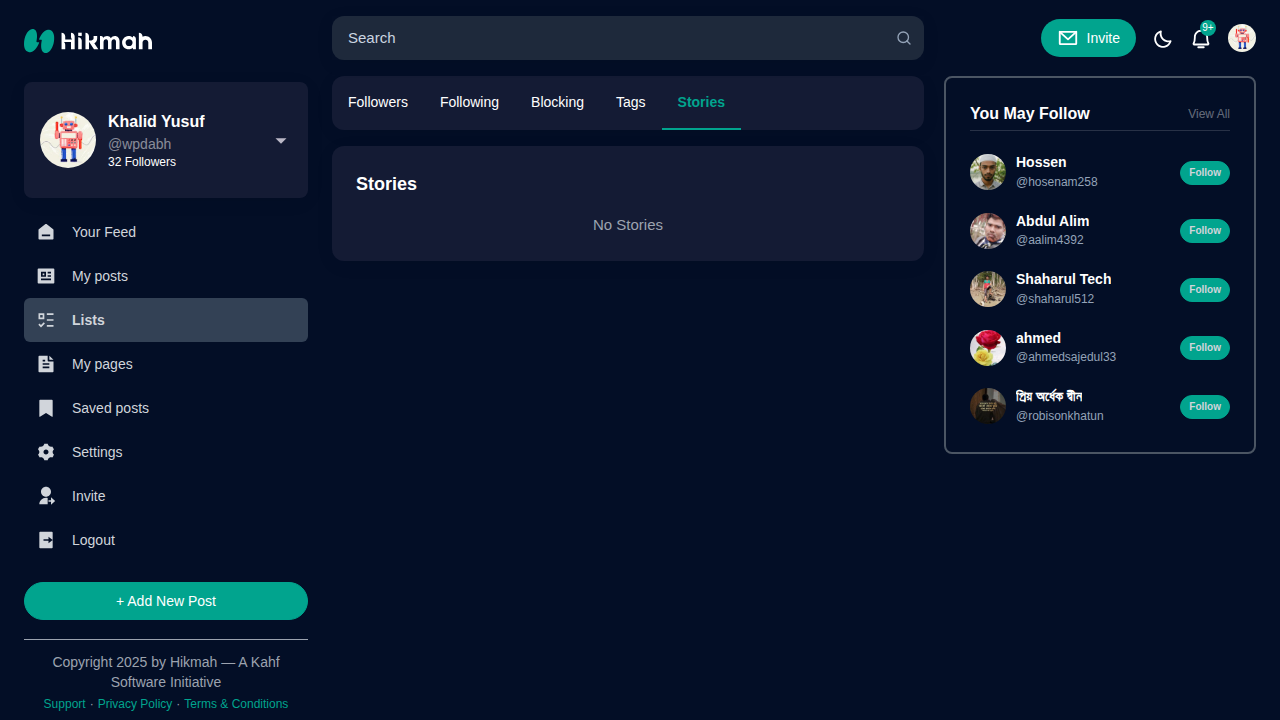 Hikmah
Search
Invite
9+
Khalid Yusuf
@wpdabh
32 Followers
Your Feed
My posts
Lists
My pages
Saved posts
Settings
Invite
Logout
+ Add New Post
Copyright 2025 by Hikmah — A Kahf
Software Initiative
Support · Privacy Policy · Terms & Conditions
Followers Following Blocking Tags Stories
Stories
No Stories
You May Follow View All
Hossen
@hosenam258
Follow
Abdul Alim
@aalim4392
Follow
Shaharul Tech
@shaharul512
Follow
ahmed
@ahmedsajedul33
Follow
প্রিয় অর্ধেক দ্বীন
@robisonkhatun
Follow